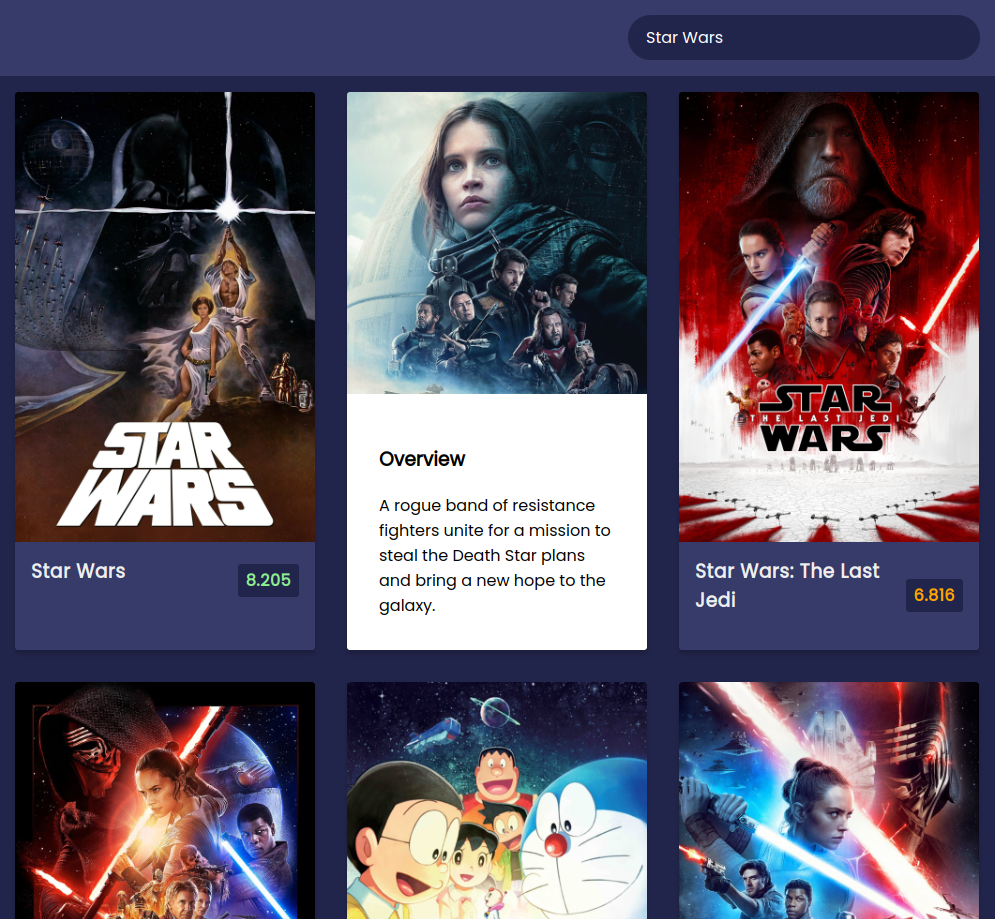 Star Wars
STAR
WARS
Overview
A rogue band of resistance
fighters unite for a mission to
steal the Death Star plans
and bring a new hope to the
galaxy.
STAR
THE LAST JEDI
WARS
Star Wars
8.205
Star Wars: The Last
Jedi
6.816